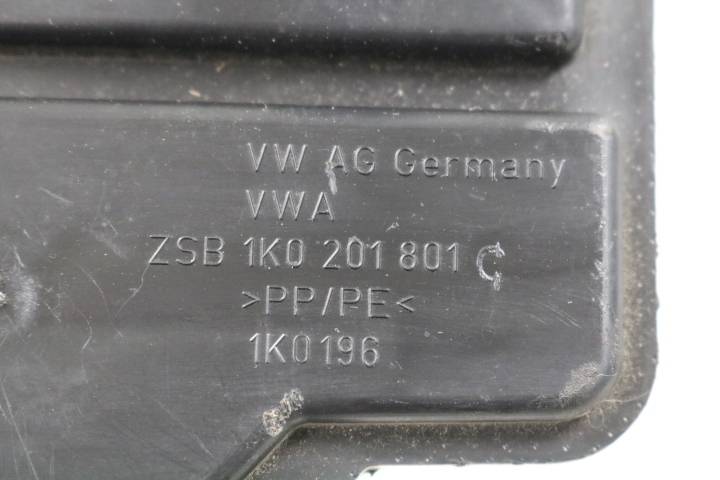 VW AG Germany
VWA
ZSB 1K0 201 801 C
>PP/PE<
1K0196